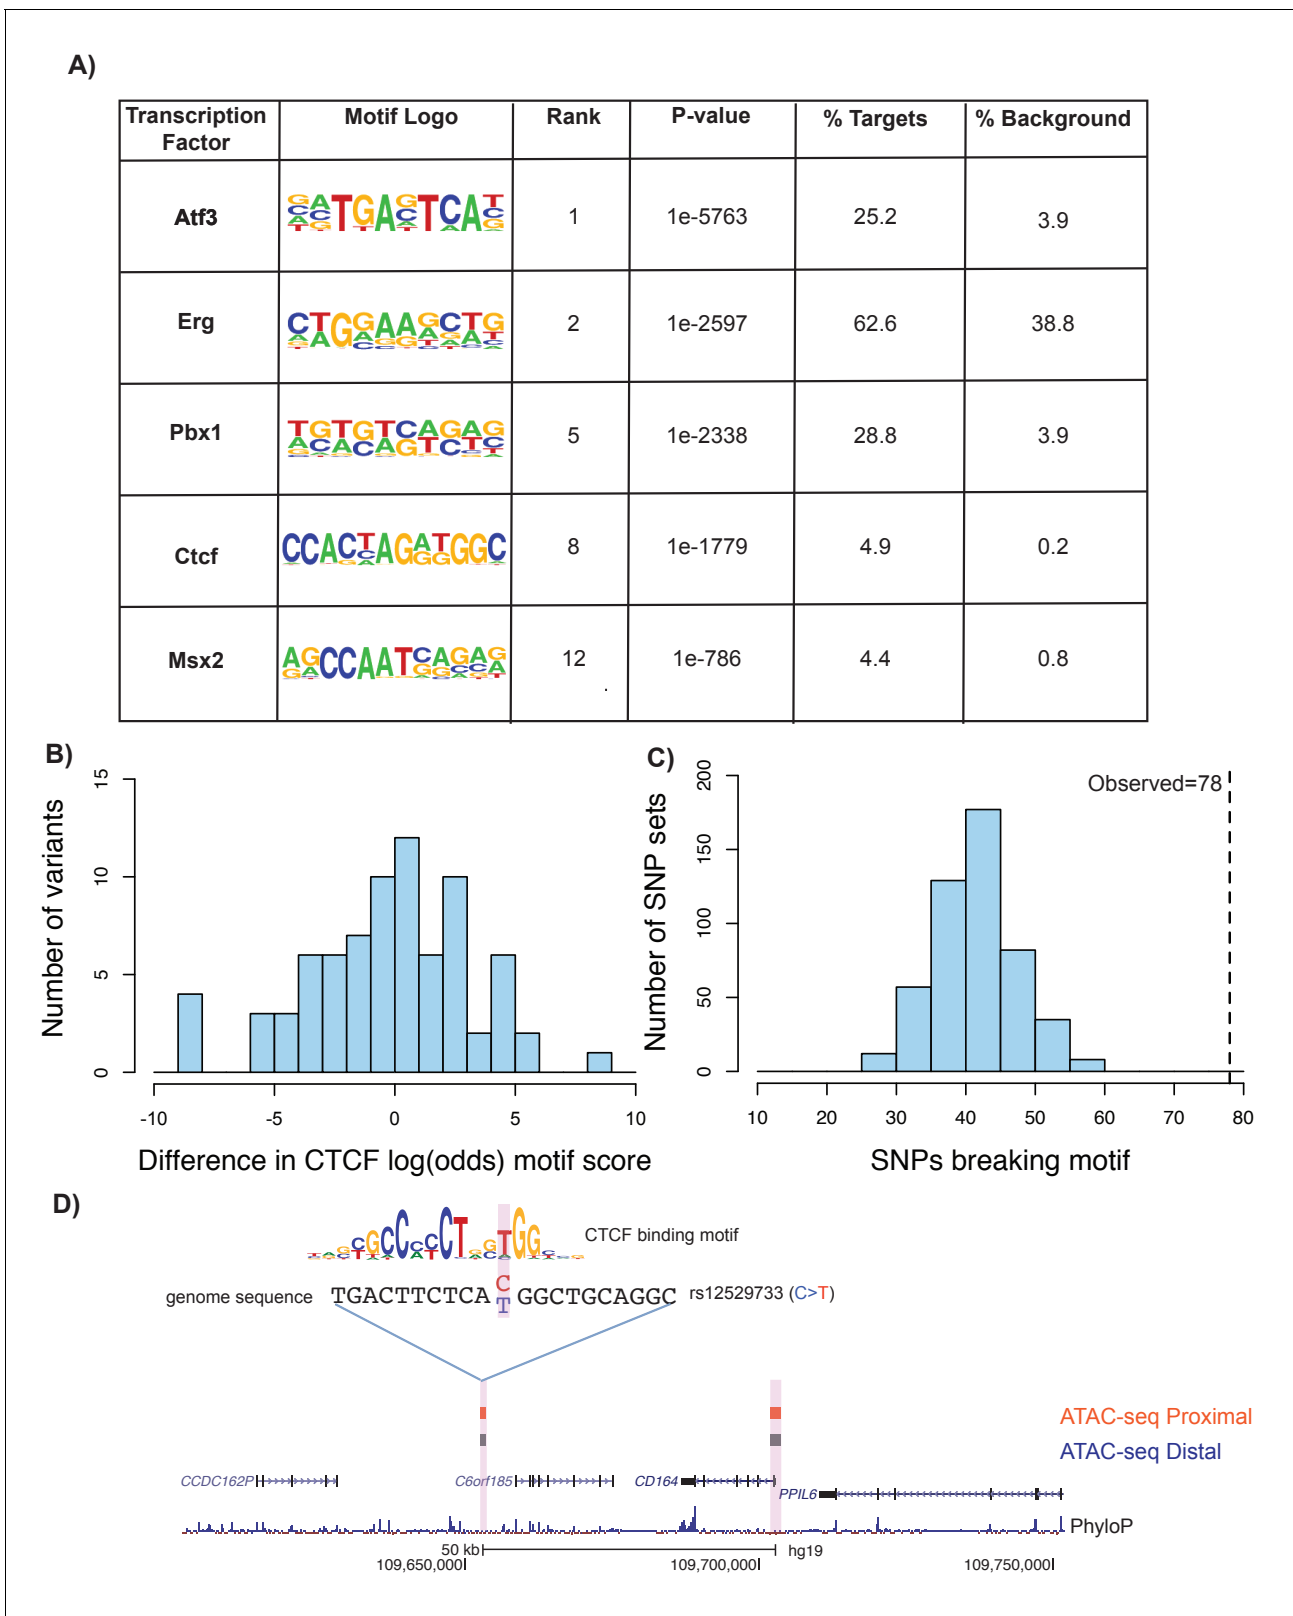 A)
Transcription Factor Motif Logo Rank P-value % Targets % Background
Atf3 1 1e-5763 25.2 3.9
Erg 2 1e-2597 62.6 38.8
Pbx1 5 1e-2338 28.8 3.9
Ctcf CCACTAGATGGC 8 1e-1779 4.9 0.2
Msx2 12 1e-786 4.4 0.8
B)
Number of variants
0 5 10 15
-10 -5 0 5 10
Difference in CTCF log(odds) motif score
C)
Observed=78
Number of SNP sets
0 50 100 150 200
10 20 30 40 50 60 70 80
SNPs breaking motif
D)
CTCF binding motif
genome sequence TGACTTCTCA C GGCTGCAGGC rs12529733 (C>T)
T
ATAC-seq Proximal
ATAC-seq Distal
CCDC162P C6orf185 CD164
PPIL6
PhyloP
50 kb hg19
109,650,000 109,700,000 109,750,000